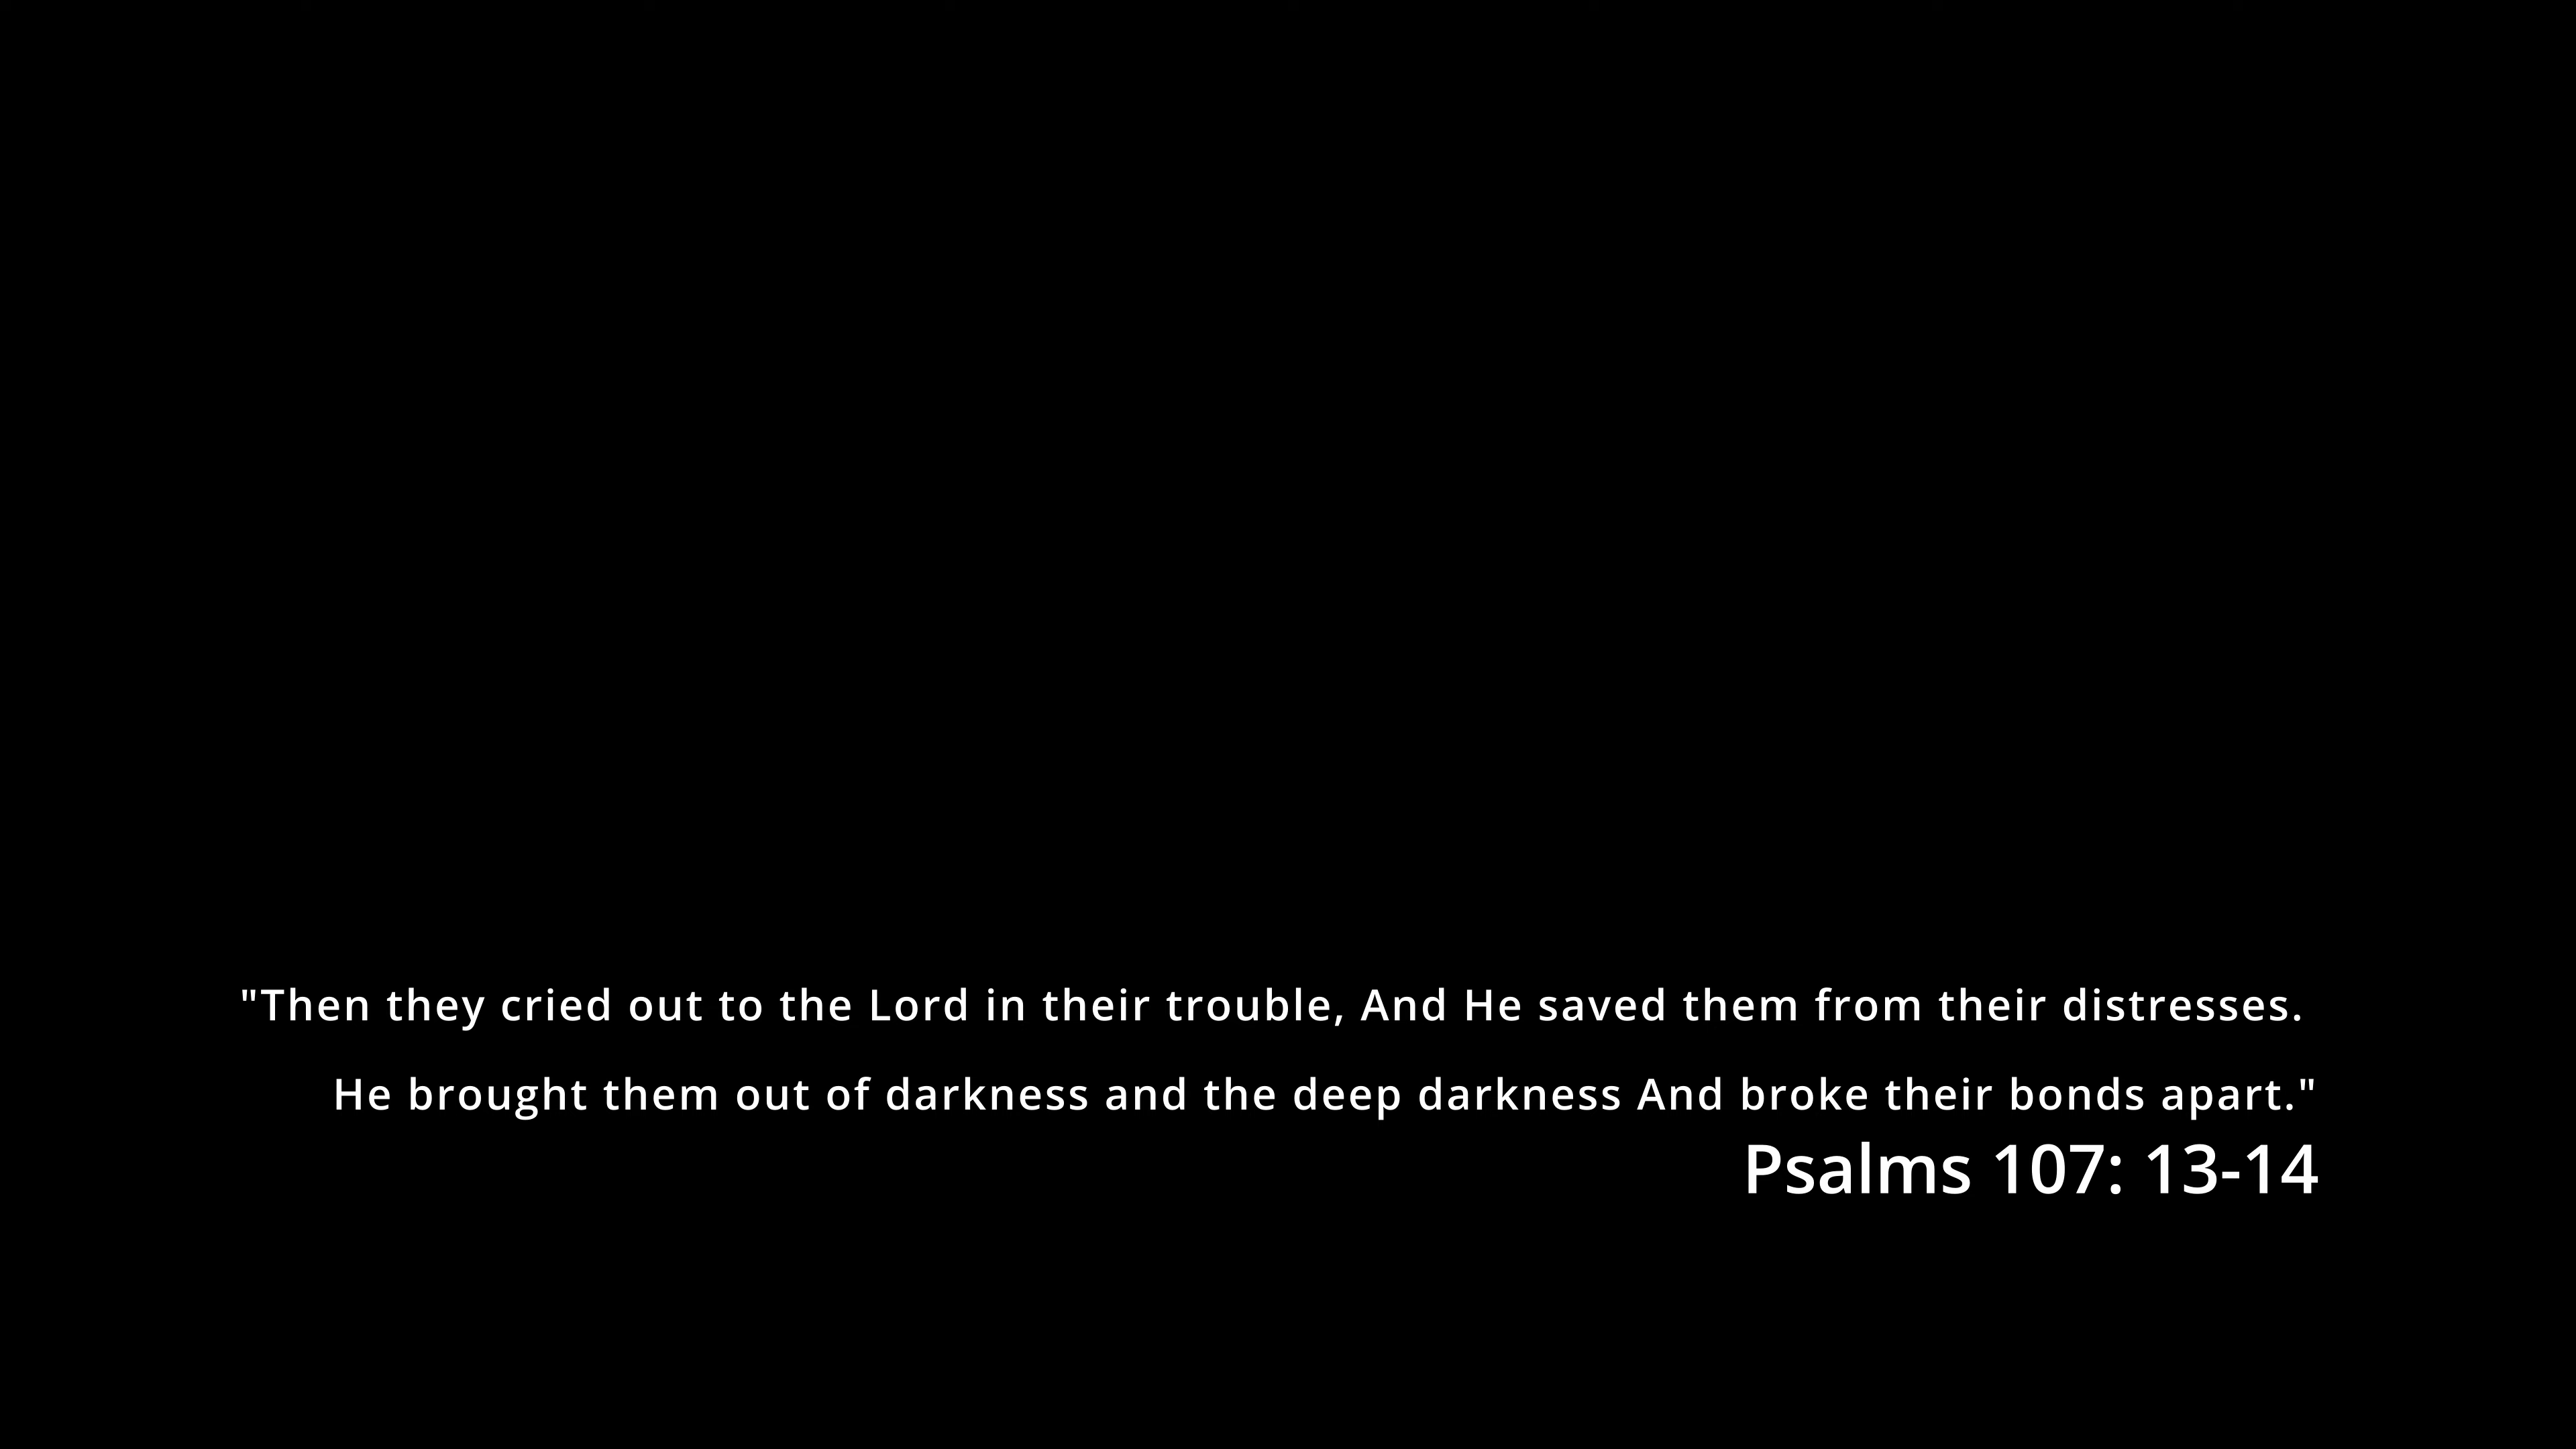 "Then they cried out to the Lord in their trouble, And He saved them from their distresses.
He brought them out of darkness and the deep darkness And broke their bonds apart."
Psalms 107: 13-14